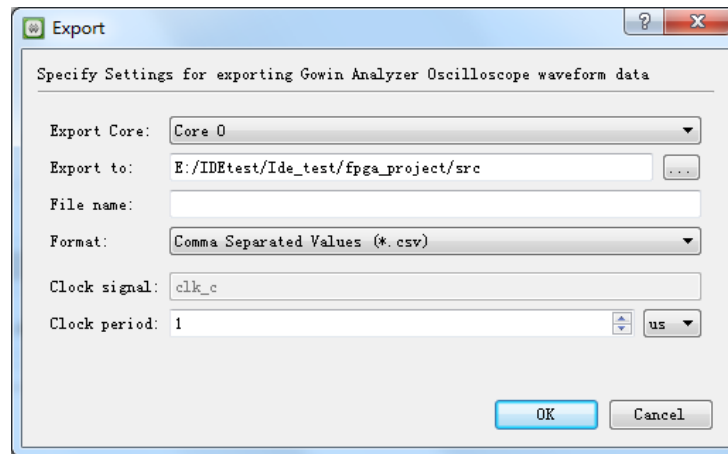 Export
Specify Settings for exporting Gowin Analyzer Oscilloscope waveform data
Export Core: Core 0
Export to: E:/IDEtest/Ide_test/fpga_project/src ...
File name:
Format: Comma Separated Values (*.csv)
Clock signal: clk_c
Clock period: 1 us
OK Cancel